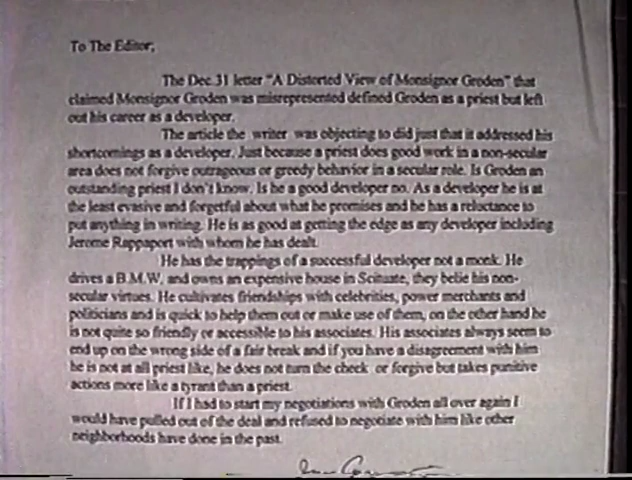 To The Editor;
The Dec.31 letter "A Distorted View of Monsignor Groden" that
claimed Monsignor Groden was misrepresented defined Groden as a priest but left
out his career as a developer.
The article the writer was objecting to did just that it addressed his
shortcomings as a developer. Just because a priest does good work in a non-secular
area does not forgive outrageous or greedy behavior in a secular role. Is Groden an
outstanding priest I don't know. Is he a good developer no. As a developer he is at
the least evasive and forgetful about what he promises and he has a reluctance to
put anything in writing. He is as good at getting the edge as any developer including
Jerome Rappaport with whom he has dealt.
He has the trappings of a successful developer not a monk. He
drives a B.M.W. and owns an expensive house in Scituate, they belie his non-
secular virtues. He cultivates friendships with celebrities, power merchants and
politicians and is quick to help them out or make use of them, on the other hand he
is not quite so friendly or accessible to his associates. His associates always seem to
end up on the wrong side of a fair break and if you have a disagreement with him
he is not at all priest like, he does not turn the check or forgive but takes punitive
actions more like a tyrant than a priest.
If I had to start my negotiations with Groden all over again I
would have pulled out of the deal and refused to negotiate with him like other
neighborhoods have done in the past.